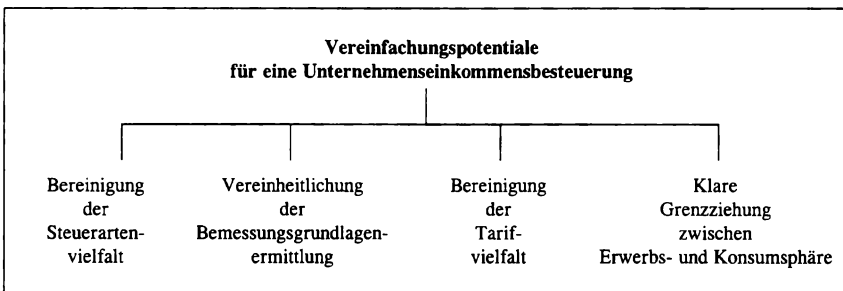 Vereinfachungspotentiale
für eine Unternehmenseinkommensbesteuerung
Bereinigung
der
Steuerarten-
vielfalt
Vereinheitlichung
der
Bemessungsgrundlagen-
ermittlung
Bereinigung
der
Tarif-
vielfalt
Klare
Grenzziehung
zwischen
Erwerbs- und Konsumsphäre